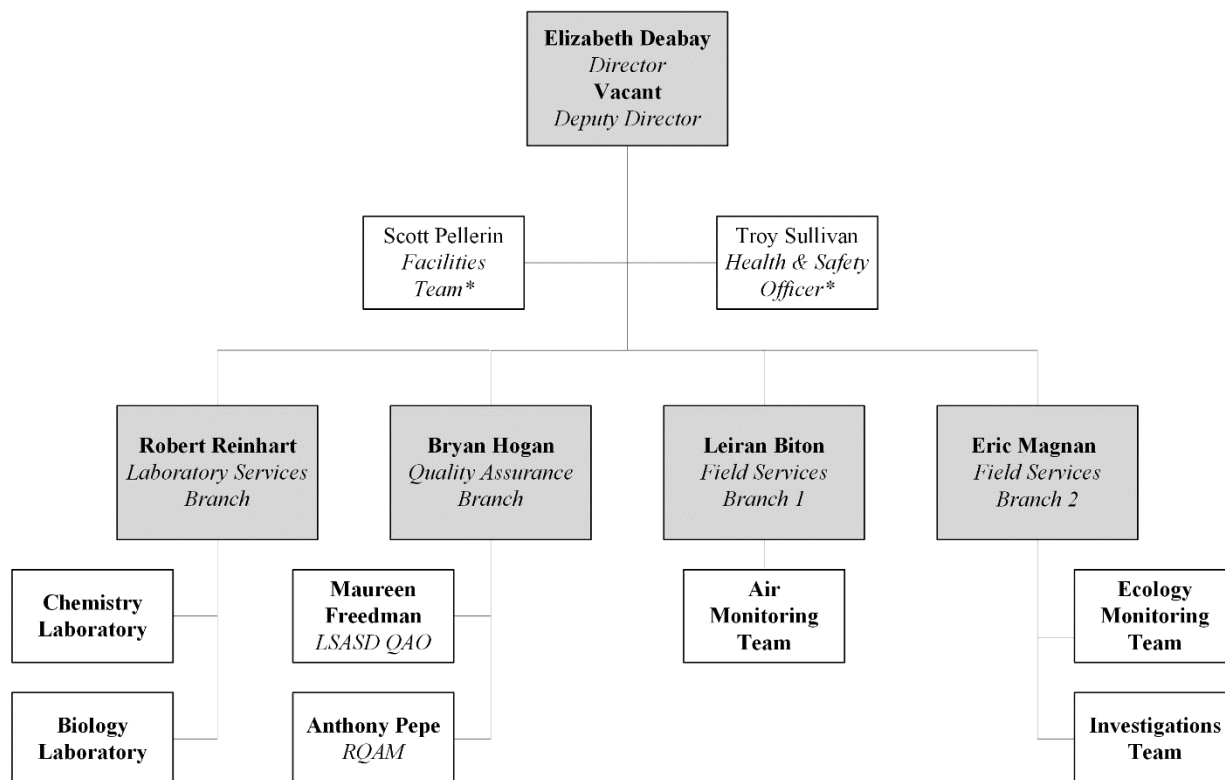 Elizabeth Deabay
Director
Vacant
Deputy Director
Scott Pellerin
Facilities
Team*
Troy Sullivan
Health & Safety
Officer*
Robert Reinhart
Laboratory Services
Branch
Bryan Hogan
Quality Assurance
Branch
Leiran Biton
Field Services
Branch 1
Eric Magnan
Field Services
Branch 2
Chemistry
Laboratory
Maureen
Freedman
LSASD QAO
Air
Monitoring
Team
Ecology
Monitoring
Team
Biology
Laboratory
Anthony Pepe
RQAM
Investigations
Team